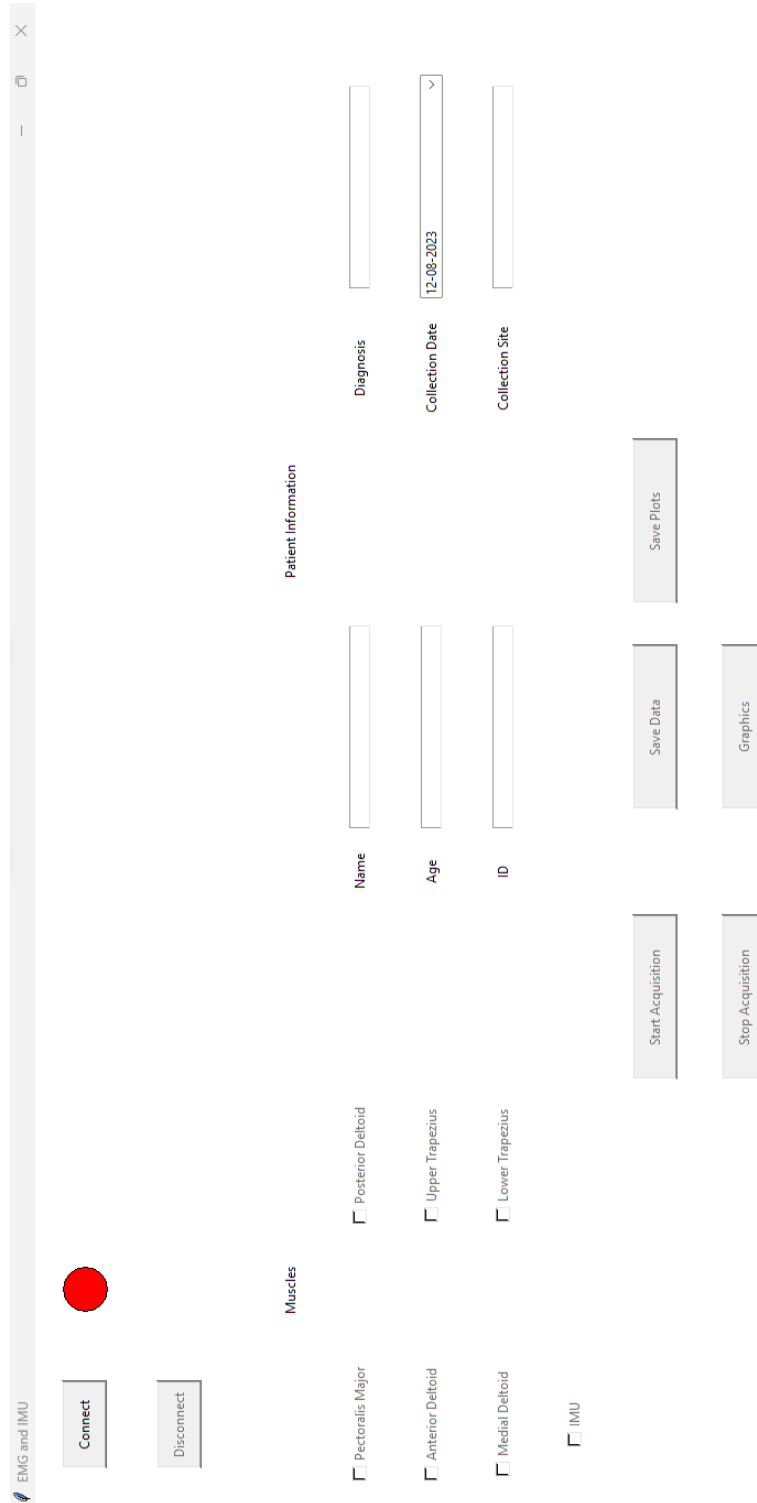 EMG and IMU
Connect
Disconnect
Muscles
Patient Information
Pectoralis Major
Posterior Deltoid
Name
Diagnosis
Anterior Deltoid
Upper Trapezius
Age
Collection Date
12-08-2023
Medial Deltoid
Lower Trapezius
ID
Collection Site
IMU
Start Acquisition
Save Data
Save Plots
Stop Acquisition
Graphics